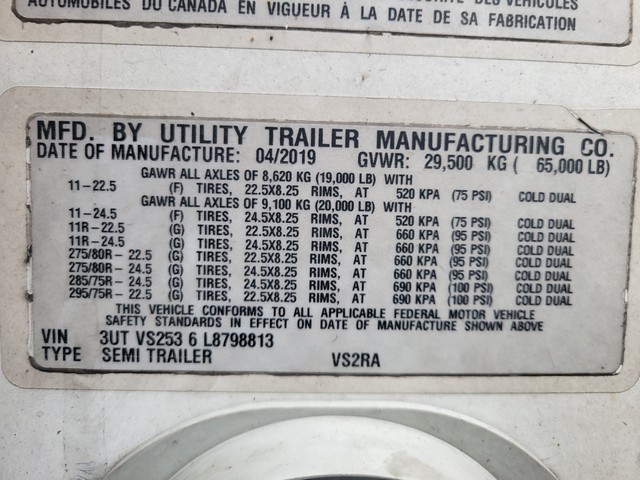 AUTOMOBILES DU CANADA EN VIGUEUR À LA DATE DE SA FABRICATION
MFD. BY UTILITY TRAILER MANUFACTURING CO.
DATE OF MANUFACTURE: 04/2019 GVWR: 29,500 KG ( 65,000 LB)
GAWR ALL AXLES OF 8,620 KG (19,000 LB) WITH
11-22.5 (F) TIRES, 22.5X8.25 RIMS, AT 520 KPA (75 PSI) COLD DUAL
GAWR ALL AXLES OF 9,100 KG (20,000 LB) WITH
11-24.5 (F) TIRES, 24.5X8.25 RIMS, AT 520 KPA (75 PSI) COLD DUAL
11R-22.5 (G) TIRES, 22.5X8.25 RIMS, AT 660 KPA (95 PSI) COLD DUAL
11R-24.5 (G) TIRES, 24.5X8.25 RIMS, AT 660 KPA (95 PSI) COLD DUAL
275/80R- 22.5 (G) TIRES, 22.5X8.25 RIMS, AT 660 KPA (95 PSI) COLD DUAL
275/80R- 24.5 (G) TIRES, 24.5X8.25 RIMS, AT 660 KPA (95 PSI) COLD DUAL
285/75R- 24.5 (G) TIRES, 24.5X8.25 RIMS, AT 690 KPA (100 PSI) COLD DUAL
295/75R- 22.5 (G) TIRES, 22.5X8.25 RIMS, AT 690 KPA (100 PSI) COLD DUAL
THIS VEHICLE CONFORMS TO ALL APPLICABLE FEDERAL MOTOR VEHICLE
SAFETY STANDARDS IN EFFECT ON DATE OF MANUFACTURE SHOWN ABOVE
VIN 3UT VS253 6 L8798813
TYPE SEMI TRAILER VS2RA